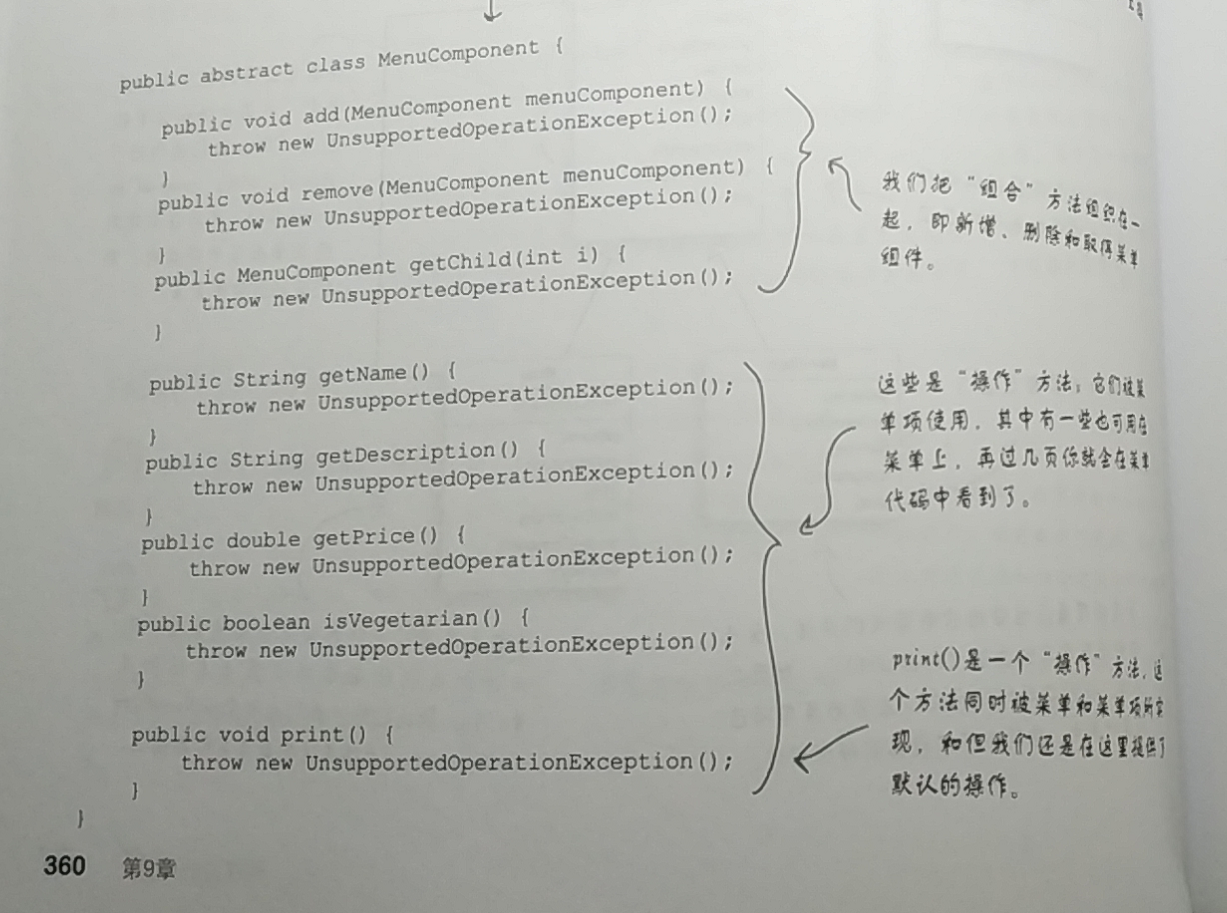 public abstract class MenuComponent {
public void add(MenuComponent menuComponent) {
throw new UnsupportedOperationException();
}
public void remove(MenuComponent menuComponent) {
throw new UnsupportedOperationException();
}
public MenuComponent getChild(int i) {
throw new UnsupportedOperationException();
}
我们把“组合”方法组织在一
起，即新增、删除和取得菜单
组件。
public String getName() {
throw new UnsupportedOperationException();
}
public String getDescription() {
throw new UnsupportedOperationException();
}
public double getPrice() {
throw new UnsupportedOperationException();
}
public boolean isVegetarian() {
throw new UnsupportedOperationException();
}
这些是“操作”方法；它们被菜
单项使用，其中有一些也可用在
菜单上，再过几页你就会在菜单
代码中看到了。
public void print() {
throw new UnsupportedOperationException();
}
}
print()是一个“操作”方法，这
个方法同时被菜单和菜单项所实
现，和但我们还是在这里提供了
默认的操作。
360 第9章